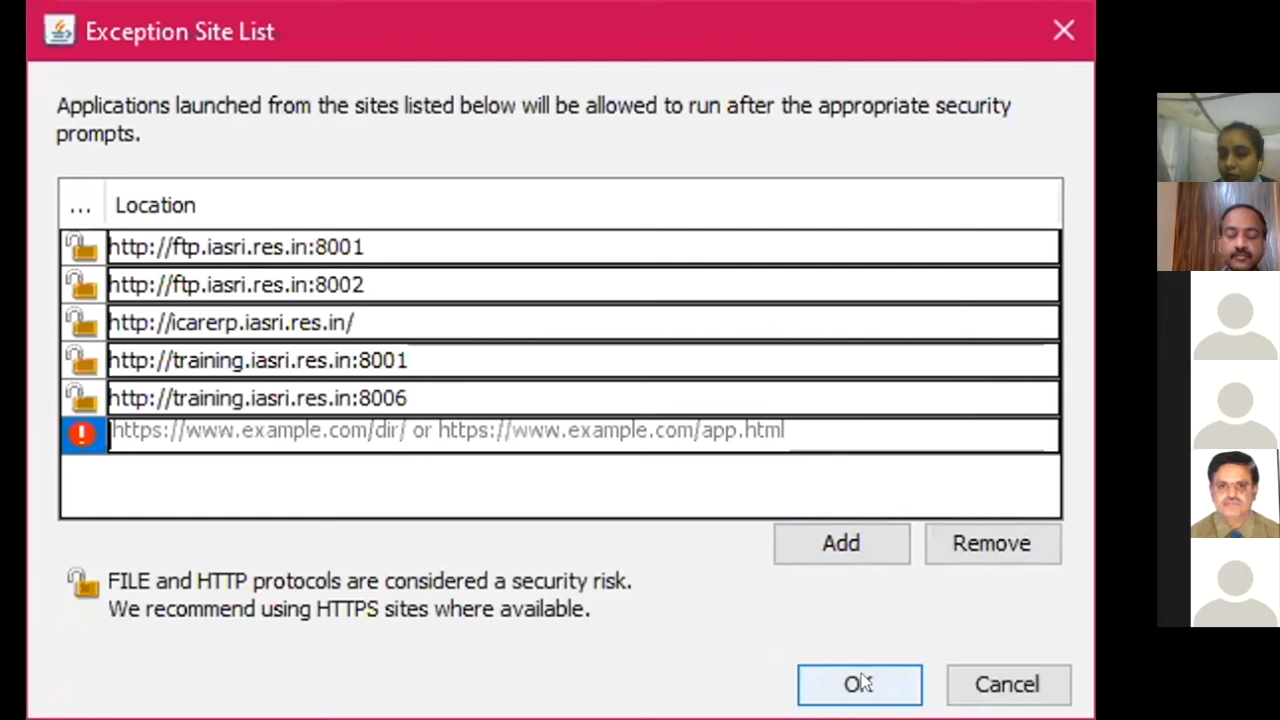 Exception Site List
Applications launched from the sites listed below will be allowed to run after the appropriate security
prompts.
... Location
http://ftp.iasri.res.in:8001
http://ftp.iasri.res.in:8002
http://icarerp.iasri.res.in/
http://training.iasri.res.in:8001
http://training.iasri.res.in:8006
https://www.example.com/dir/ or https://www.example.com/app.html
Add Remove
FILE and HTTP protocols are considered a security risk.
We recommend using HTTPS sites where available.
OK Cancel